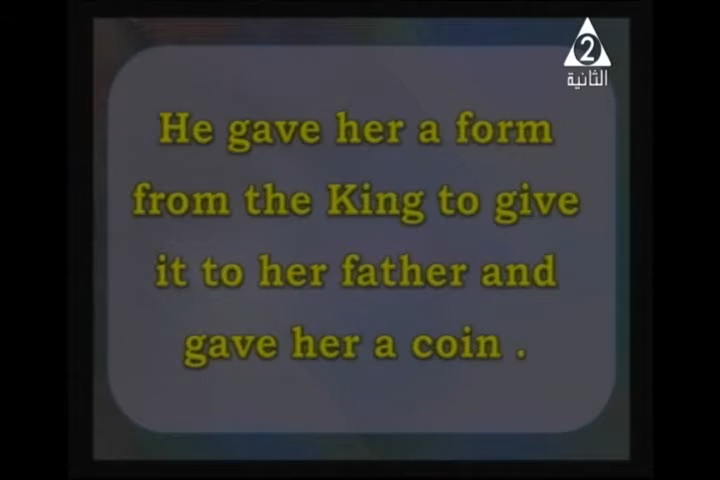 2
الثانية
He gave her a form
from the King to give
it to her father and
gave her a coin .